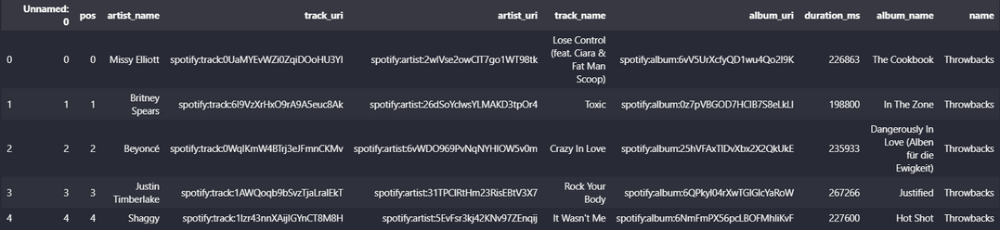 Unnamed: 0 pos artist_name track_uri artist_uri track_name album_uri duration_ms album_name name
0 0 0 Missy Elliott spotify:track:0UaMYEvWZi0ZqiDOoHU3YI spotify:artist:2wIVse2owClT7go1WT98tk Lose Control (feat. Ciara & Fat Man Scoop) spotify:album:6vV5UrXcfyQD1wu4Qo2I9K 226863 The Cookbook Throwbacks
1 1 1 Britney Spears spotify:track:6I9VzXrHxO9rA9A5euc8Ak spotify:artist:26dSoYclwsYLMAKD3tpOr4 Toxic spotify:album:0z7pVBGOD7HCIB7S8eLkLI 198800 In The Zone Throwbacks
2 2 2 Beyoncé spotify:track:0WqIKmW4BTrj3eJFmnCKMv spotify:artist:6vWDO969PvNqNYHIOW5v0m Crazy In Love spotify:album:25hVFAxTlDvXbx2X2QkUkE 235933 Dangerously In Love (Alben für die Ewigkeit) Throwbacks
3 3 3 Justin Timberlake spotify:track:1AWQoqb9bSvzTjaLralEkT spotify:artist:31TPClRtHm23RisEBtV3X7 Rock Your Body spotify:album:6QPkyl04rXwTGlGlcYaRoW 267266 Justified Throwbacks
4 4 4 Shaggy spotify:track:1lzr43nnXAijIGYnCT8M8H spotify:artist:5EvFsr3kj42KNv97ZEnqij It Wasn't Me spotify:album:6NmFmPX56pcLBOFMhIiKvF 227600 Hot Shot Throwbacks